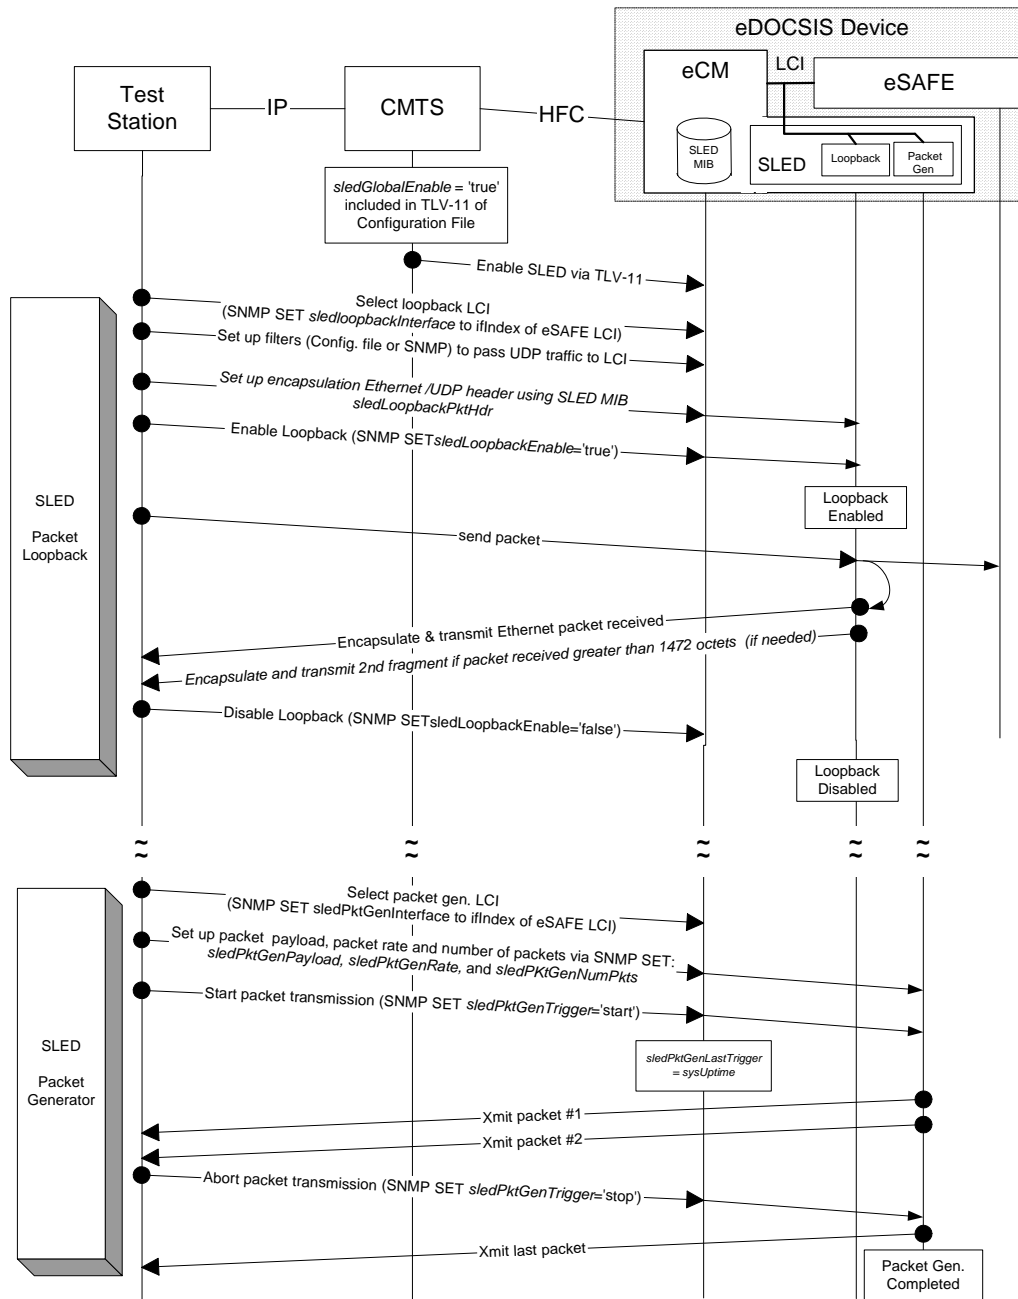 eDOCSIS Device
eCM
LCI
eSAFE
Test
Station
IP
CMTS
HFC
SLED
MIB
SLED
Loopback
Packet
Gen
sledGlobalEnable = 'true'
included in TLV-11 of
Configuration File
Enable SLED via TLV-11
Select loopback LCI
(SNMP SET sledloopbackInterface to ifIndex of eSAFE LCI)
Set up filters (Config. file or SNMP) to pass UDP traffic to LCI
Set up encapsulation Ethernet /UDP header using SLED MIB
sledLoopbackPktHdr
Enable Loopback (SNMP SETsledLoopbackEnable='true')
SLED
Packet
Loopback
Loopback
Enabled
send packet
Encapsulate & transmit Ethernet packet received
Encapsulate and transmit 2nd fragment if packet received greater than 1472 octets (if needed)
Disable Loopback (SNMP SETsledLoopbackEnable='false')
Loopback
Disabled
≈ ≈ ≈ ≈ ≈
Select packet gen. LCI
(SNMP SET sledPktGenInterface to ifIndex of eSAFE LCI)
Set up packet payload, packet rate and number of packets via SNMP SET:
sledPktGenPayload, sledPktGenRate, and sledPKtGenNumPkts
Start packet transmission (SNMP SET sledPktGenTrigger='start')
SLED
Packet
Generator
sledPktGenLastTrigger
= sysUptime
Xmit packet #1
Xmit packet #2
Abort packet transmission (SNMP SET sledPktGenTrigger='stop')
Xmit last packet
Packet Gen.
Completed